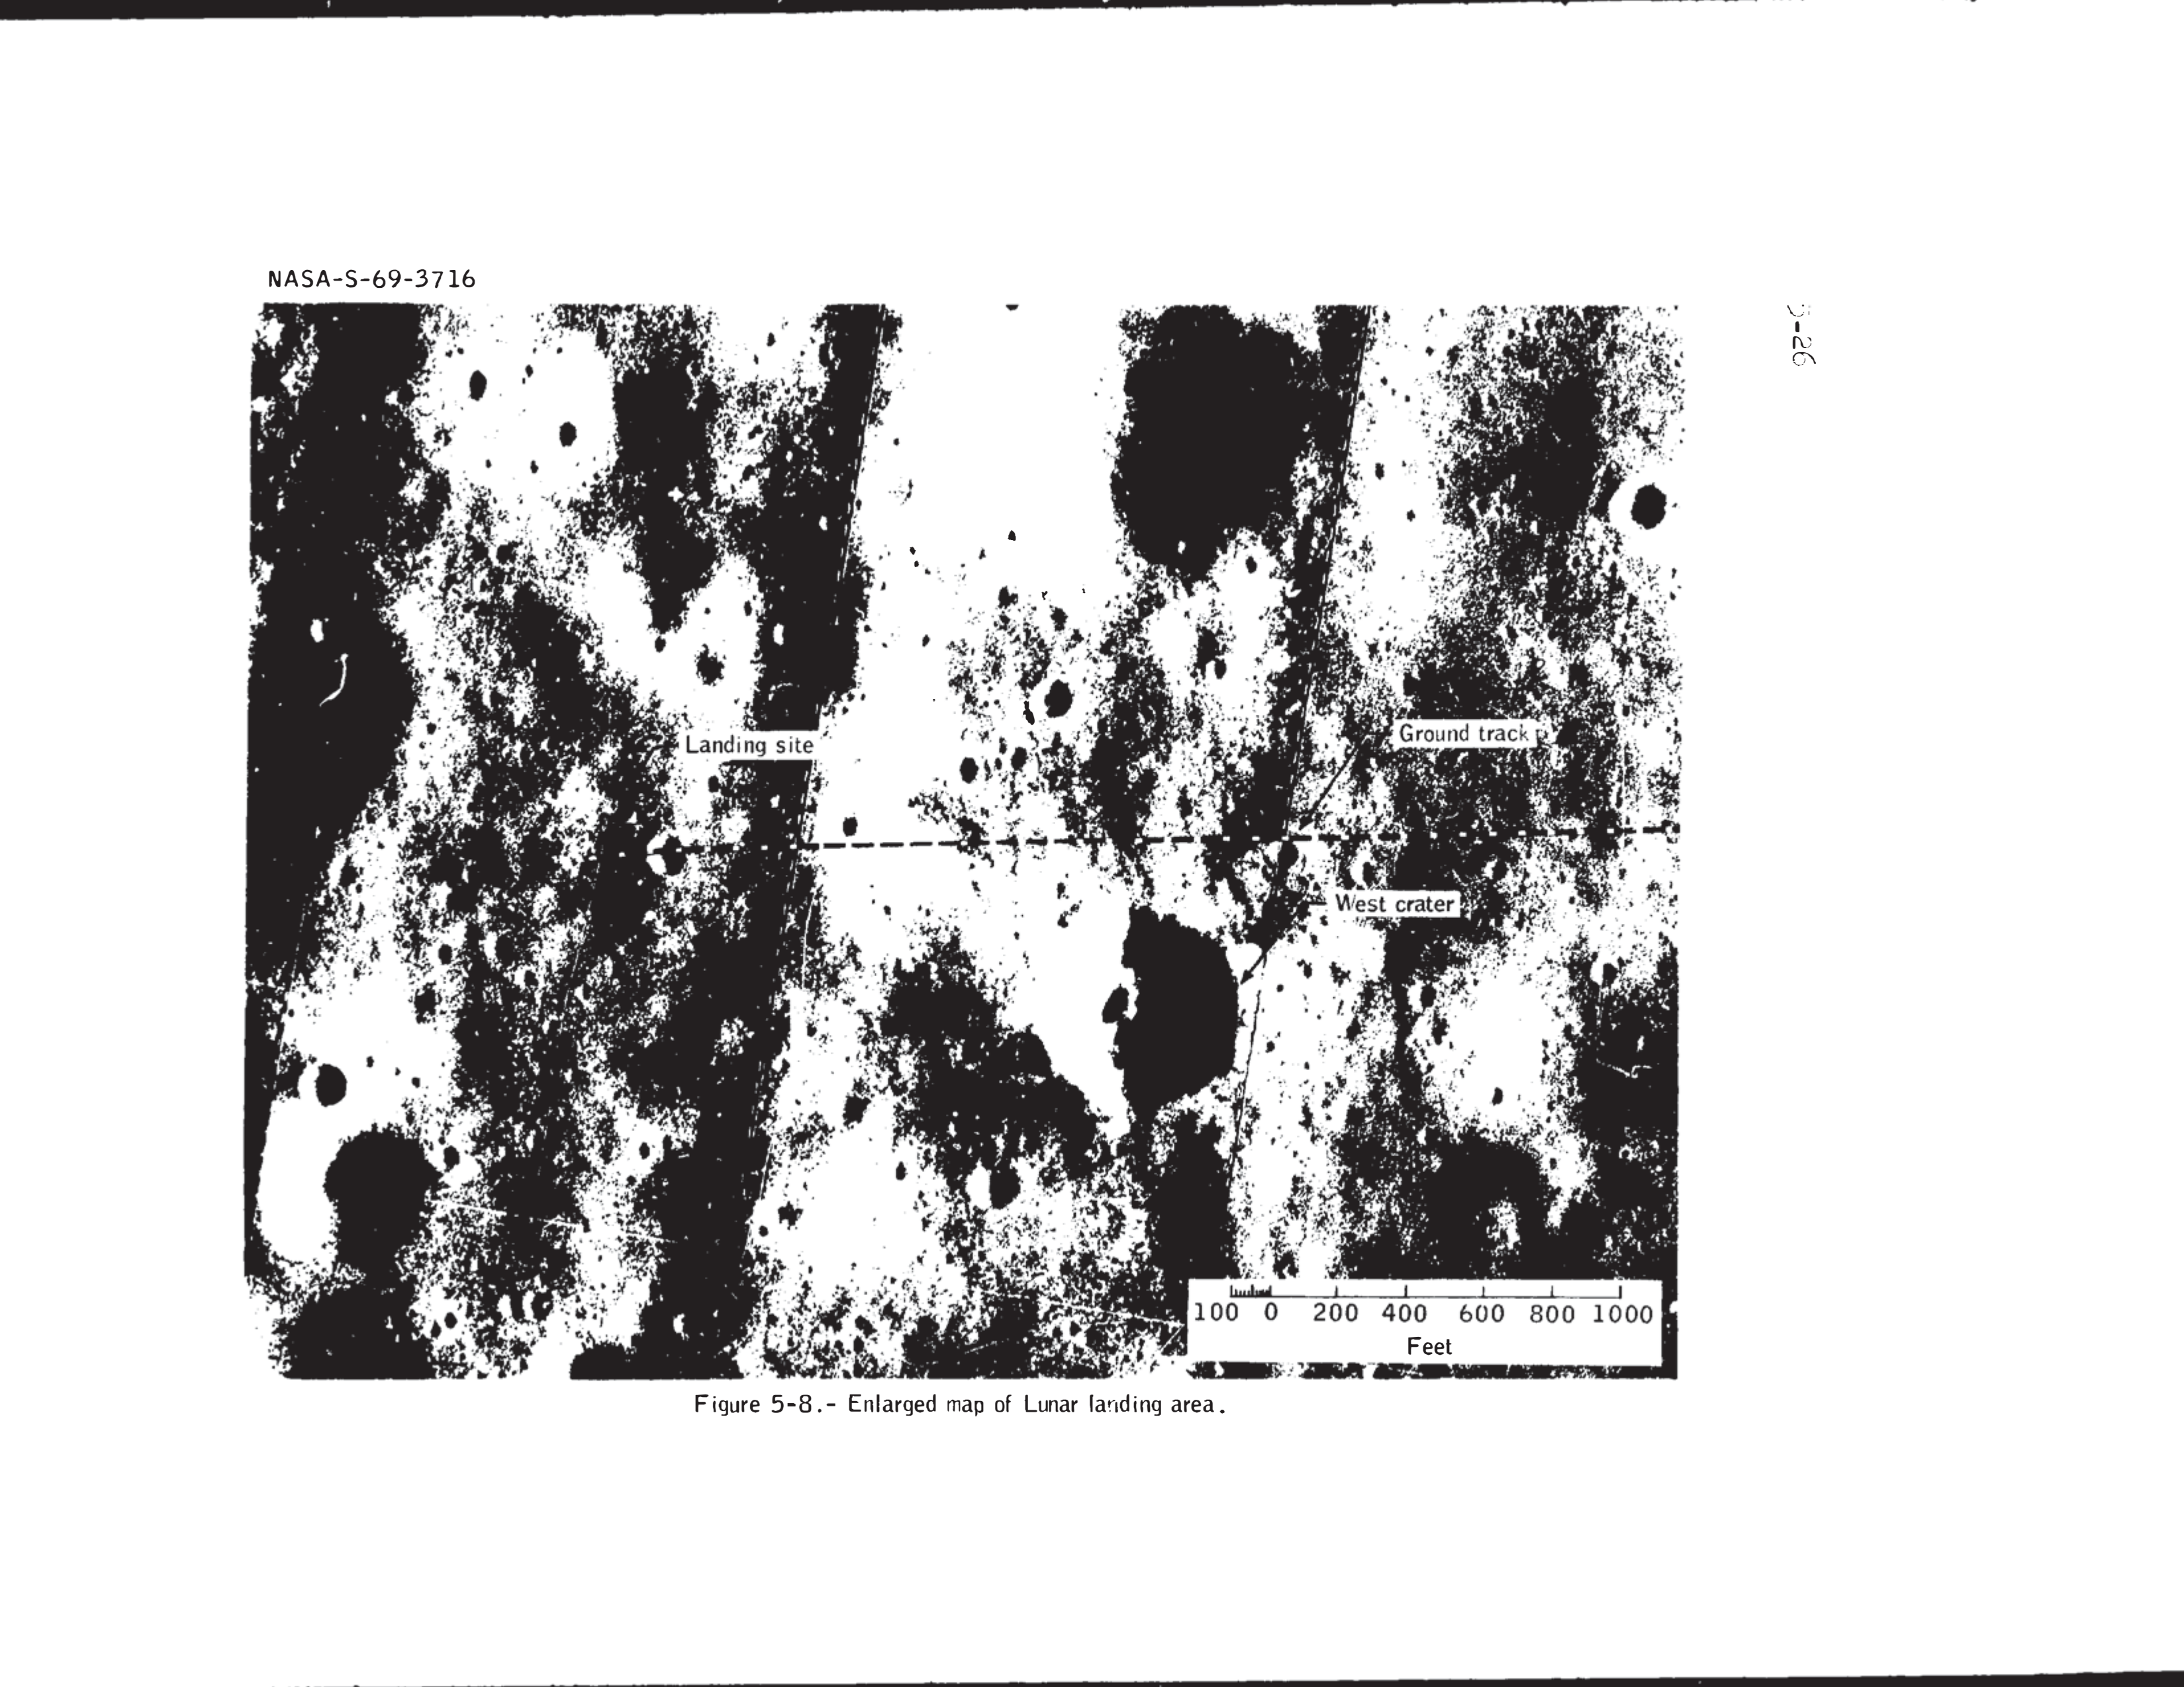 NASA-S-69-3716
5-26
Landing site
Ground track
West crater
100 0 200 400 600 800 1000
Feet
Figure 5-8.- Enlarged map of Lunar landing area.